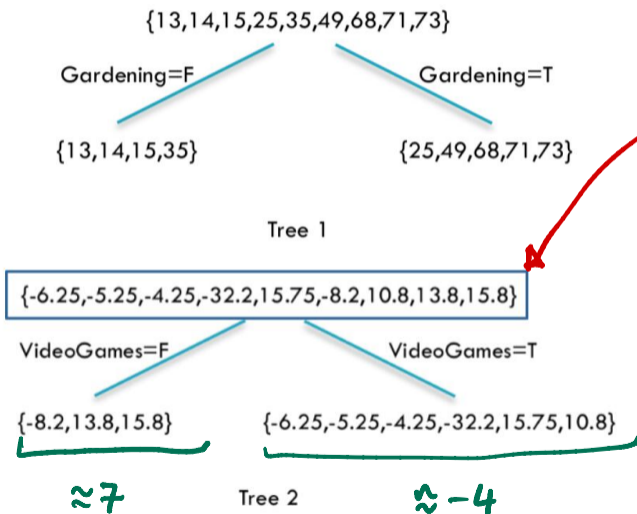 {13,14,15,25,35,49,68,71,73}
Gardening=F Gardening=T
{13,14,15,35} {25,49,68,71,73}
Tree 1
{-6.25,-5.25,-4.25,-32.2,15.75,-8.2,10.8,13.8,15.8}
VideoGames=F VideoGames=T
{-8.2,13.8,15.8} {-6.25,-5.25,-4.25,-32.2,15.75,10.8}
≈7 Tree 2 ≈-4